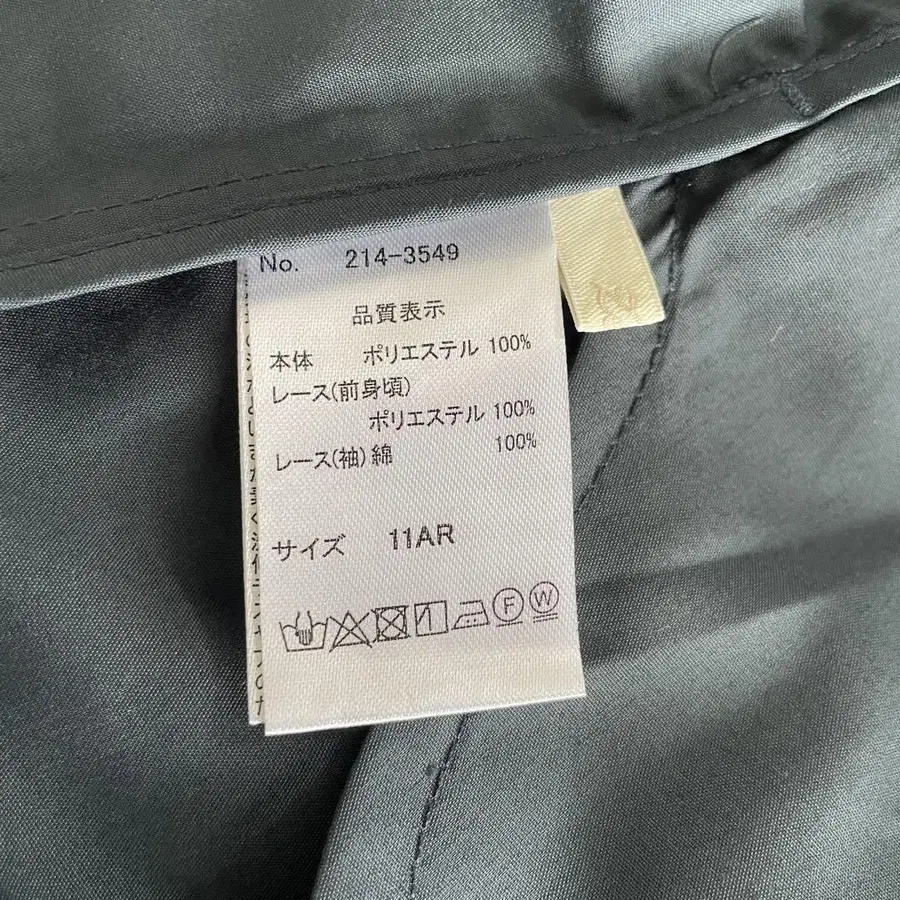 No. 214-3549
品質表示
本体 ポリエステル 100%
レース(前身頃)
ポリエステル 100%
レース(袖) 綿 100%
サイズ 11AR
F W